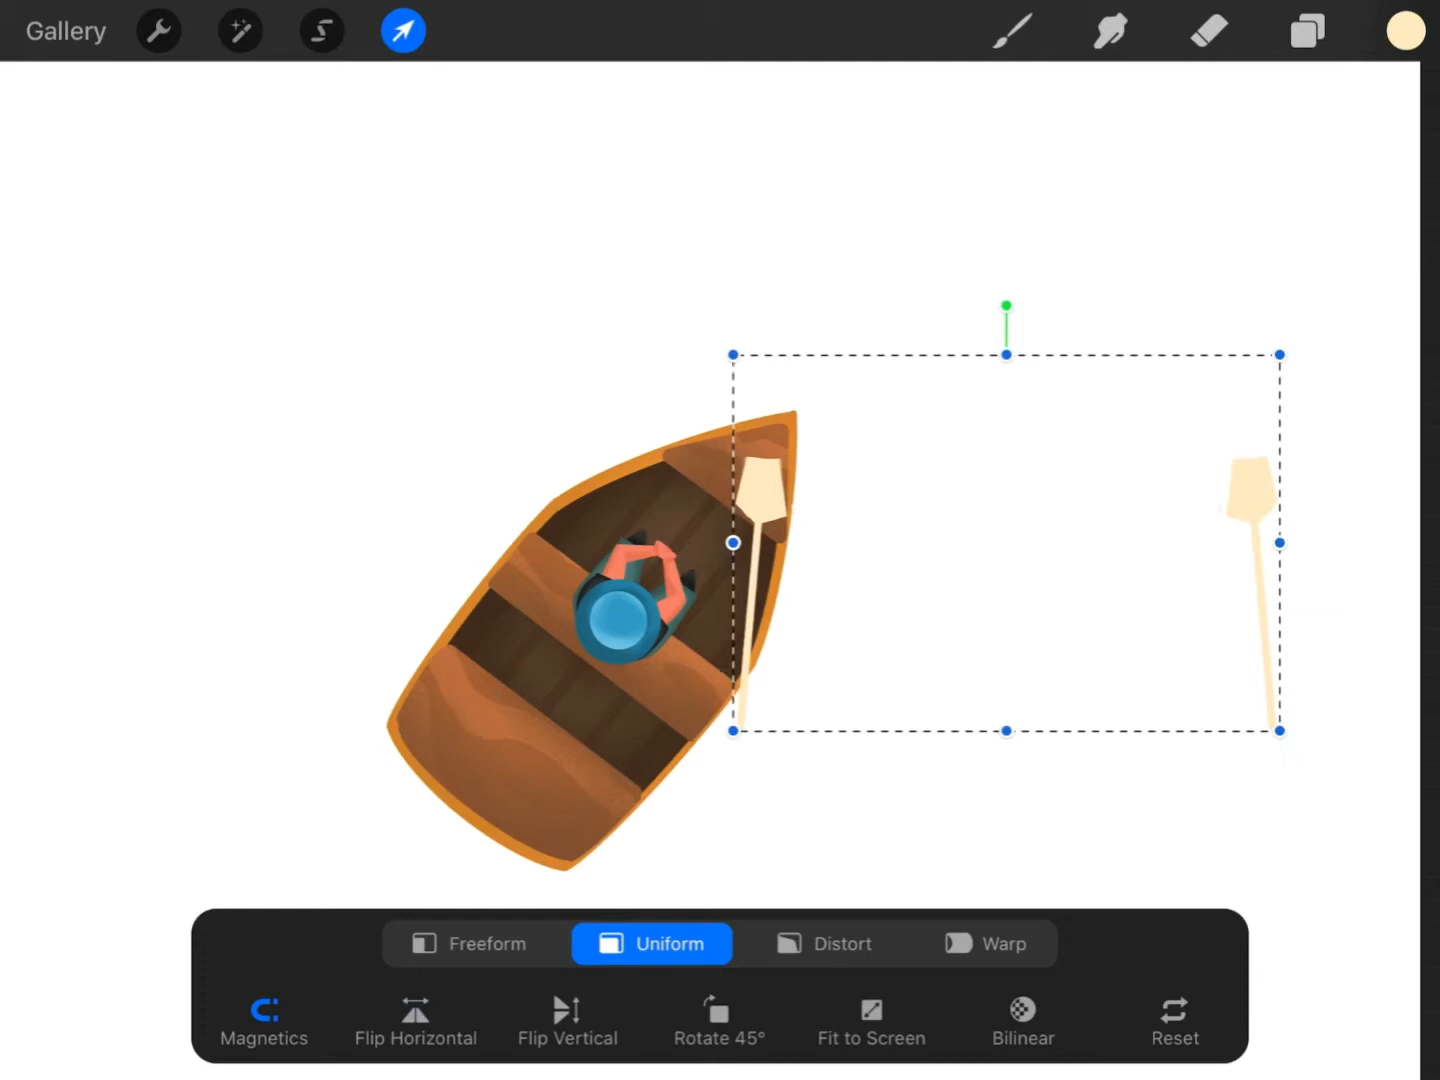 Gallery
Freeform
Uniform
Distort
Warp
Magnetics
Flip Horizontal
Flip Vertical
Rotate 45°
Fit to Screen
Bilinear
Reset